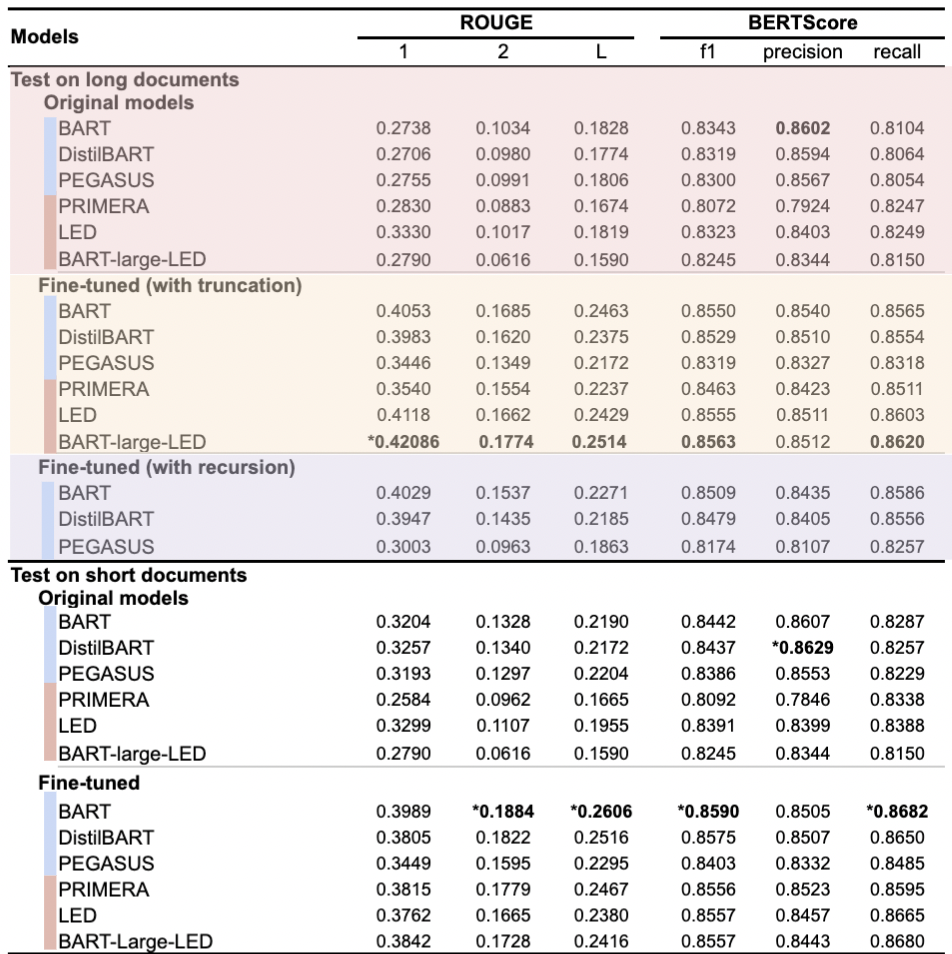 Models ROUGE BERTScore
1 2 L f1 precision recall
Test on long documents
Original models
BART 0.2738 0.1034 0.1828 0.8343 0.8602 0.8104
DistilBART 0.2706 0.0980 0.1774 0.8319 0.8594 0.8064
PEGASUS 0.2755 0.0991 0.1806 0.8300 0.8567 0.8054
PRIMERA 0.2830 0.0883 0.1674 0.8072 0.7924 0.8247
LED 0.3330 0.1017 0.1819 0.8323 0.8403 0.8249
BART-large-LED 0.2790 0.0616 0.1590 0.8245 0.8344 0.8150
Fine-tuned (with truncation)
BART 0.4053 0.1685 0.2463 0.8550 0.8540 0.8565
DistilBART 0.3983 0.1620 0.2375 0.8529 0.8510 0.8554
PEGASUS 0.3446 0.1349 0.2172 0.8319 0.8327 0.8318
PRIMERA 0.3540 0.1554 0.2237 0.8463 0.8423 0.8511
LED 0.4118 0.1662 0.2429 0.8555 0.8511 0.8603
BART-large-LED *0.42086 0.1774 0.2514 0.8563 0.8512 0.8620
Fine-tuned (with recursion)
BART 0.4029 0.1537 0.2271 0.8509 0.8435 0.8586
DistilBART 0.3947 0.1435 0.2185 0.8479 0.8405 0.8556
PEGASUS 0.3003 0.0963 0.1863 0.8174 0.8107 0.8257
Test on short documents
Original models
BART 0.3204 0.1328 0.2190 0.8442 0.8607 0.8287
DistilBART 0.3257 0.1340 0.2172 0.8437 *0.8629 0.8257
PEGASUS 0.3193 0.1297 0.2204 0.8386 0.8553 0.8229
PRIMERA 0.2584 0.0962 0.1665 0.8092 0.7846 0.8338
LED 0.3299 0.1107 0.1955 0.8391 0.8399 0.8388
BART-large-LED 0.2790 0.0616 0.1590 0.8245 0.8344 0.8150
Fine-tuned
BART 0.3989 *0.1884 *0.2606 *0.8590 0.8505 *0.8682
DistilBART 0.3805 0.1822 0.2516 0.8575 0.8507 0.8650
PEGASUS 0.3449 0.1595 0.2295 0.8403 0.8332 0.8485
PRIMERA 0.3815 0.1779 0.2467 0.8556 0.8523 0.8595
LED 0.3762 0.1665 0.2380 0.8557 0.8457 0.8665
BART-Large-LED 0.3842 0.1728 0.2416 0.8557 0.8443 0.8680